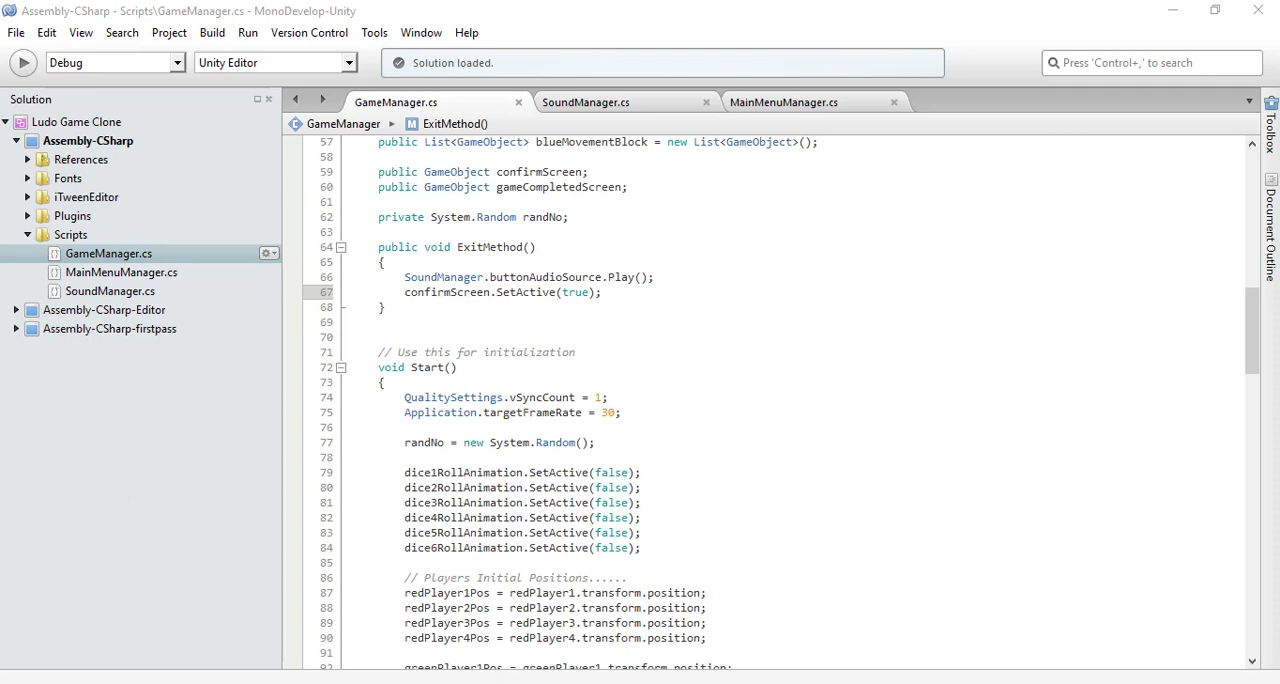 Assembly-CSharp - Scripts\GameManager.cs - MonoDevelop-Unity
File Edit View Search Project Build Run Version Control Tools Window Help
Debug Unity Editor Solution loaded. Press 'Control+,' to search
Solution
Ludo Game Clone
Assembly-CSharp
References
Fonts
iTweenEditor
Plugins
Scripts
GameManager.cs
MainMenuManager.cs
SoundManager.cs
Assembly-CSharp-Editor
Assembly-CSharp-firstpass
GameManager.cs SoundManager.cs MainMenuManager.cs
GameManager ExitMethod()
57 public List<GameObject> blueMovementBlock = new List<GameObject>();
58
59 public GameObject confirmScreen;
60 public GameObject gameCompletedScreen;
61
62 private System.Random randNo;
63
64 public void ExitMethod()
65 {
66 SoundManager.buttonAudioSource.Play();
67 confirmScreen.SetActive(true);
68 }
69
70
71 // Use this for initialization
72 void Start()
73 {
74 QualitySettings.vSyncCount = 1;
75 Application.targetFrameRate = 30;
76
77 randNo = new System.Random();
78
79 dice1RollAnimation.SetActive(false);
80 dice2RollAnimation.SetActive(false);
81 dice3RollAnimation.SetActive(false);
82 dice4RollAnimation.SetActive(false);
83 dice5RollAnimation.SetActive(false);
84 dice6RollAnimation.SetActive(false);
85
86 // Players Initial Positions......
87 redPlayer1Pos = redPlayer1.transform.position;
88 redPlayer2Pos = redPlayer2.transform.position;
89 redPlayer3Pos = redPlayer3.transform.position;
90 redPlayer4Pos = redPlayer4.transform.position;
91
92 greenPlayer1Pos = greenPlayer1.transform.position;
Toolbox
Document Outline